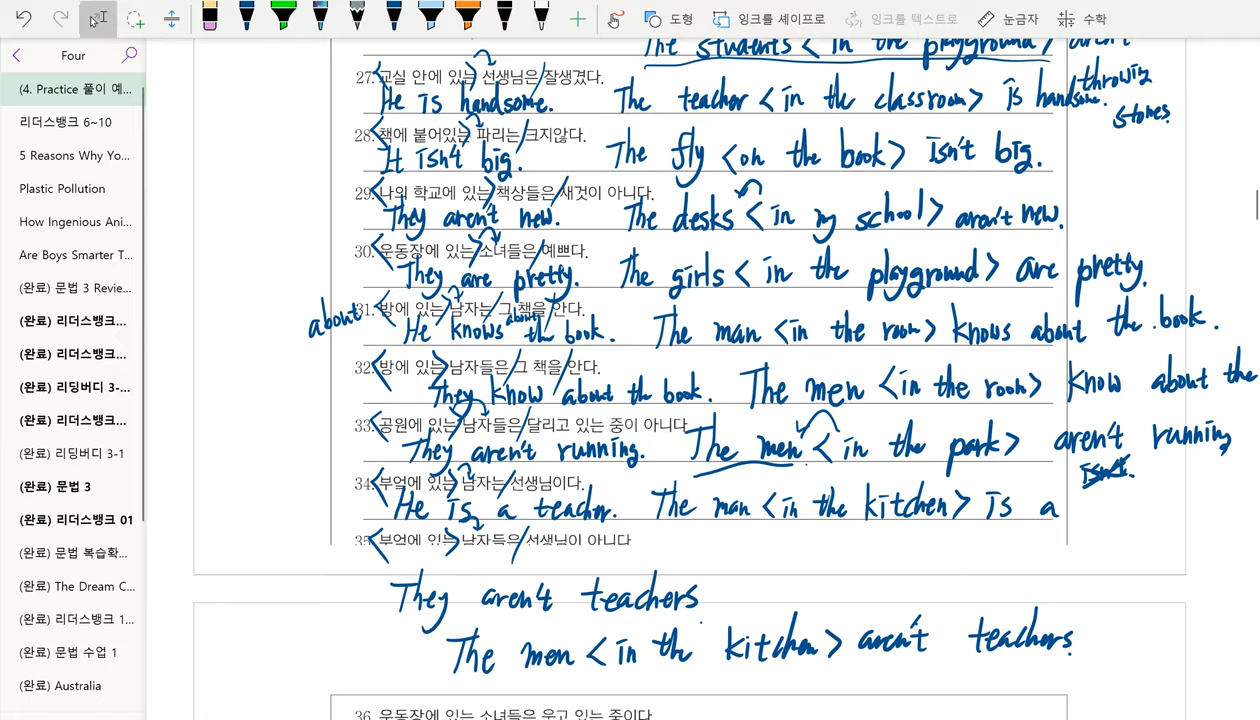 도형
잉크를 셰이프로
잉크를 텍스트로
눈금자
수학
Four
(4. Practice 풀이 예...
리더스뱅크 6~10
5 Reasons Why Yo...
Plastic Pollution
How Ingenious Ani...
Are Boys Smarter T...
(완료) 문법 3 Revie...
(완료) 리더스뱅크...
(완료) 리더스뱅크...
(완료) 리딩버디 3-...
(완료) 리더스뱅크...
(완료) 리딩버디 3-1
(완료) 문법 3
(완료) 리더스뱅크 01
(완료) 문법 복습확...
(완료) The Dream C...
(완료) 리더스뱅크 1...
(완료) 문법 수업 1
(완료) Australia
The students < in the playground > aren't
throwing
stones.
27. 교실 안에 있는 선생님은 잘생겼다.
He is handsome. The teacher < in the classroom > is handsome.
28. 책에 붙어있는 파리는 크지않다.
It isn't big. The fly < on the book > isn't big.
29. 나의 학교에 있는 책상들은 새것이 아니다.
They aren't new. The desks < in my school > aren't new.
30. 운동장에 있는 소녀들은 예쁘다.
They are pretty. The girls < in the playground > are pretty.
31. 방에 있는 남자는 그 책을 안다.
about
about
He knows the book. The man < in the room > knows about the book.
32. 방에 있는 남자들은 그 책을 안다.
They know about the book. The men < in the room > know about the
33. 공원에 있는 남자들은 달리고 있는 중이 아니다
They aren't running. The men < in the park > aren't running
isn't.
34. 부엌에 있는 남자는 선생님이다.
He is a teacher. The man < in the kitchen > is a
35. 부엌에 있는 남자들은 선생님이 아니다
They aren't teachers
The men < in the kitchen > aren't teachers.
36. 운동장에 있는 소녀들은 울고 있는 중이다.